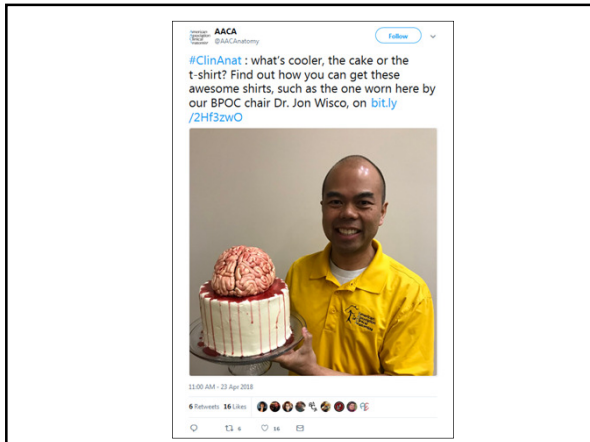 AACA
@AACAnatomy
Follow
#ClinAnat : what's cooler, the cake or the
t-shirt? Find out how you can get these
awesome shirts, such as the one worn here by
our BPOC chair Dr. Jon Wisco, on bit.ly
/2Hf3zwO
11:00 AM - 23 Apr 2018
6 Retweets 16 Likes
6 16